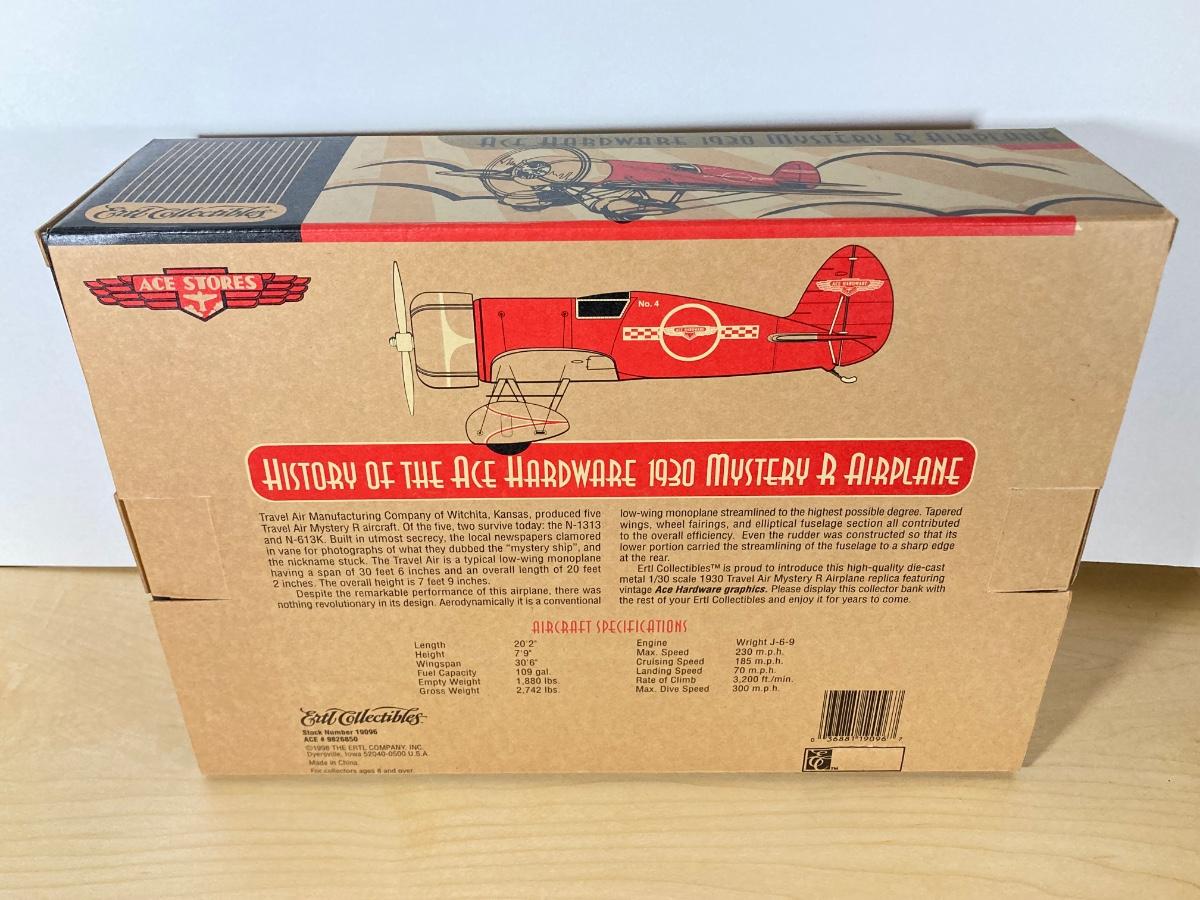 ACE HARDWARE 1930 MYSTERY R AIRPLANE
Ertl Collectibles™
ACE STORES
ACE HARDWARE
No. 4
ACE HARDWARE
HISTORY OF THE ACE HARDWARE 1930 MYSTERY R AIRPLANE
Travel Air Manufacturing Company of Witchita, Kansas, produced five
Travel Air Mystery R aircraft. Of the five, two survive today: the N-1313
and N-613K. Built in utmost secrecy, the local newspapers clamored
in vane for photographs of what they dubbed the "mystery ship", and
the nickname stuck. The Travel Air is a typical low-wing monoplane
having a span of 30 feet 6 inches and an overall length of 20 feet
2 inches. The overall height is 7 feet 9 inches.
Despite the remarkable performance of this airplane, there was
nothing revolutionary in its design. Aerodynamically it is a conventional
low-wing monoplane streamlined to the highest possible degree. Tapered
wings, wheel fairings, and elliptical fuselage section all contributed
to the overall efficiency. Even the rudder was constructed so that its
lower portion carried the streamlining of the fuselage to a sharp edge
at the rear.
Ertl Collectibles™ is proud to introduce this high-quality die-cast
metal 1/30 scale 1930 Travel Air Mystery R Airplane replica featuring
vintage Ace Hardware graphics. Please display this collector bank with
the rest of your Ertl Collectibles and enjoy it for years to come.
AIRCRAFT SPECIFICATIONS
Length 20'2"
Height 7'9"
Wingspan 30'6"
Fuel Capacity 109 gal.
Empty Weight 1,880 lbs.
Gross Weight 2,742 lbs.
Engine Wright J-6-9
Max. Speed 230 m.p.h.
Cruising Speed 185 m.p.h.
Landing Speed 70 m.p.h.
Rate of Climb 3,200 ft./min.
Max. Dive Speed 300 m.p.h.
Ertl Collectibles™
Stock Number 19096
ACE # 9826850
©1998 THE ERTL COMPANY, INC.
Dyersville, Iowa 52040-0500 U.S.A.
Made in China.
For collectors ages 8 and over.
0 36881 19096 7